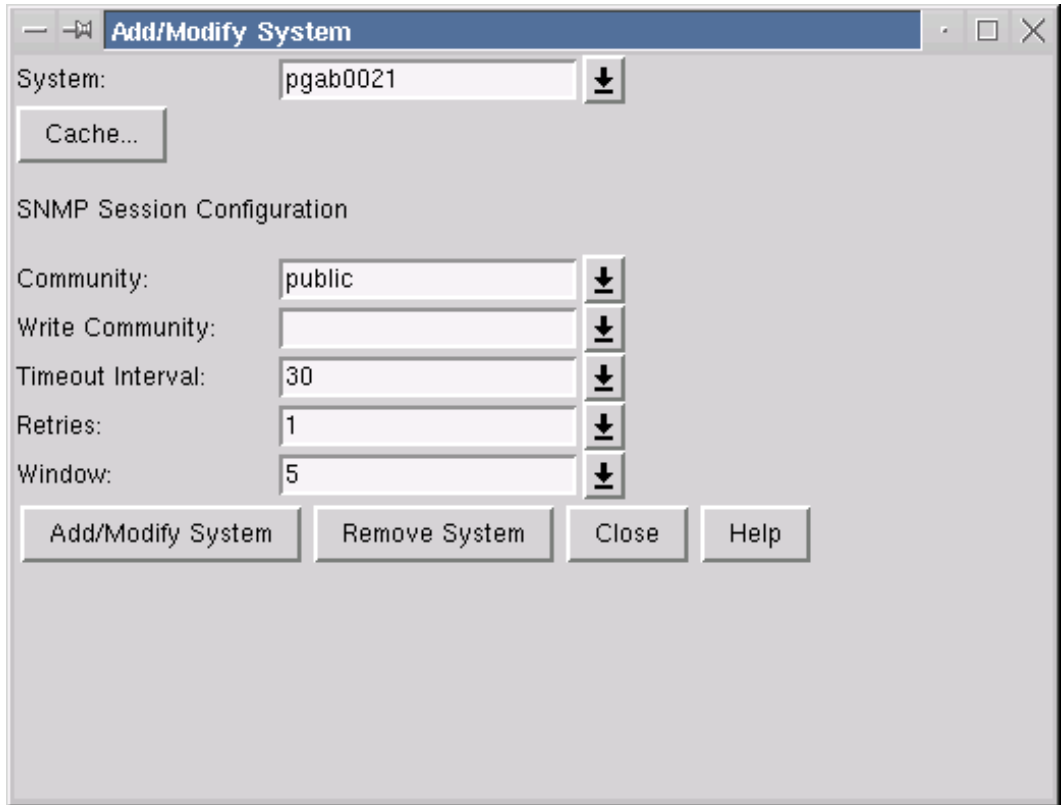 Add/Modify System
System: pgab0021
Cache...
SNMP Session Configuration
Community: public
Write Community:
Timeout Interval: 30
Retries: 1
Window: 5
Add/Modify System Remove System Close Help